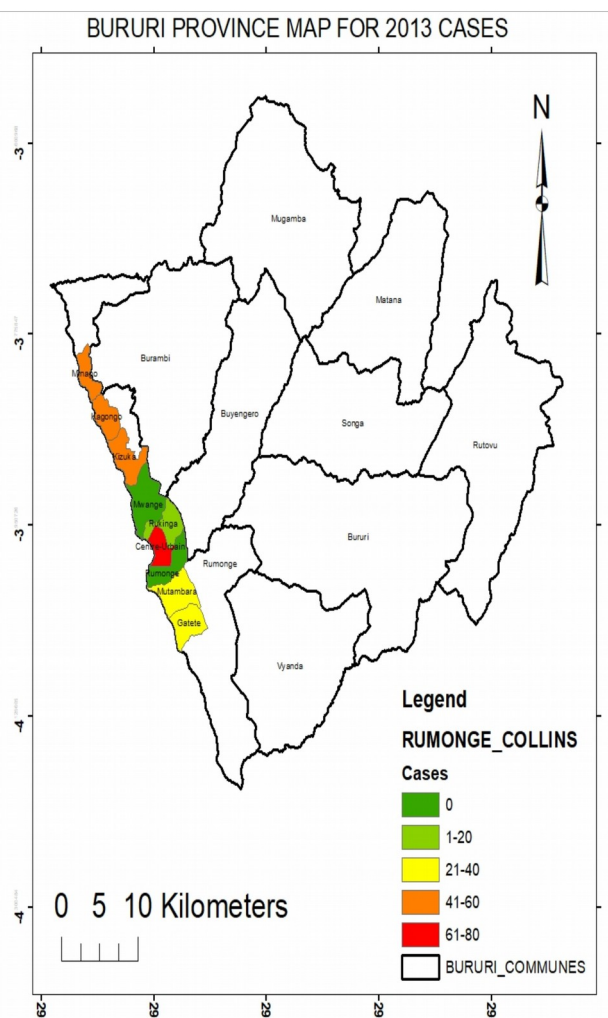 BURURI PROVINCE MAP FOR 2013 CASES
N
Mugamba
Matana
Burambi
Minago
Kagongo
Buyengero
Songa
Rutovu
Kizuka
Mwange
Rukinga
Bururi
Centre-Urbain
Rumonge
Rumonge
Mutambara
Gatete
Vyanda
Legend
RUMONGE_COLLINS
Cases
0
1-20
21-40
41-60
61-80
BURURI_COMMUNES
0 5 10 Kilometers
-3
-3
-3
-4
-4
29 29 29 29 29